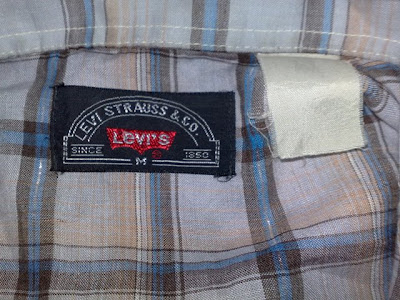 LEVI STRAUSS & CO.
LEVI'S
SINCE 1850
M